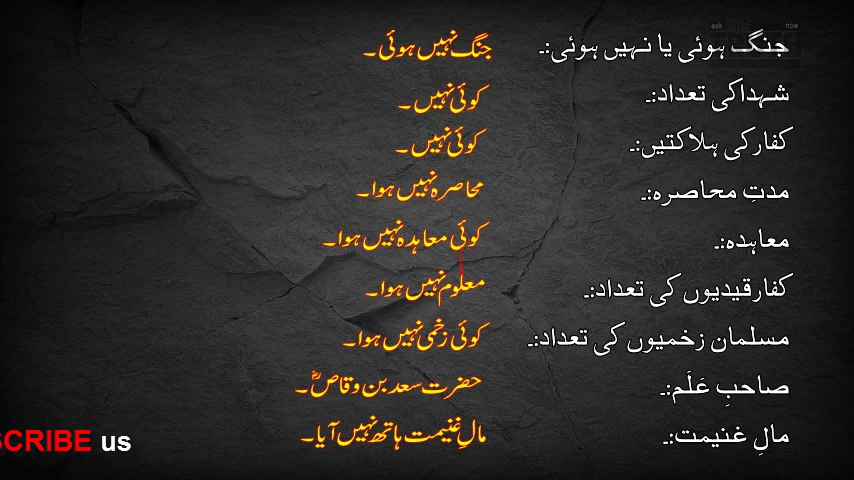 جنگ ہوئی یا نہیں ہوئی:۔ جنگ نہیں ہوئی۔
شہداکی تعداد:۔ کوئی نہیں۔
کفارکی ہلاکتیں:۔ کوئی نہیں۔
مدتِ محاصرہ:۔ محاصرہ نہیں ہوا۔
معاہدہ:۔ کوئی معاہدہ نہیں ہوا۔
کفارقیدیوں کی تعداد:۔ معلوم نہیں ہوا۔
مسلمان زخمیوں کی تعداد:۔ کوئی زخمی نہیں ہوا۔
صاحبِ عَلَم:۔ حضرت سعد بن وقاصؓ۔
مالِ غنیمت:۔ مالِ غنیمت ہاتھ نہیں آیا۔
SCRIBE us
ask now